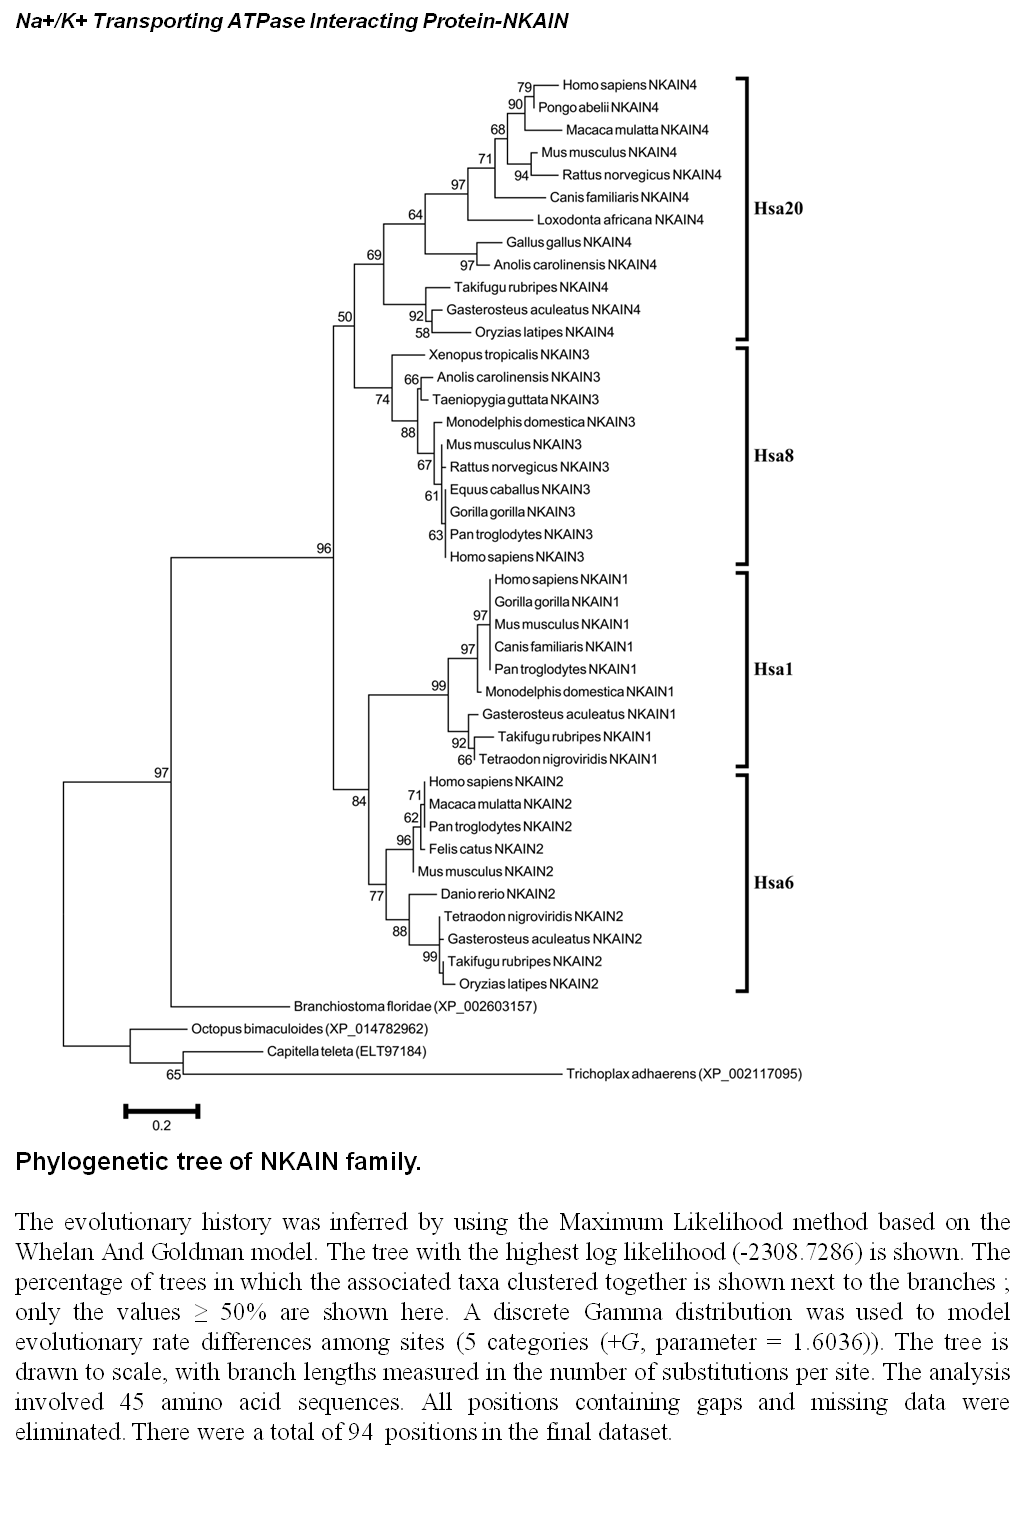 Na+/K+ Transporting ATPase Interacting Protein-NKAIN
Homo sapiens NKAIN4
79
Pongo abelii NKAIN4
90
Macaca mulatta NKAIN4
68
Mus musculus NKAIN4
71
Rattus norvegicus NKAIN4
94
97
Canis familiaris NKAIN4
Hsa20
64
Loxodonta africana NKAIN4
Gallus gallus NKAIN4
69
97
Anolis carolinensis NKAIN4
Takifugu rubripes NKAIN4
50
92
Gasterosteus aculeatus NKAIN4
58
Oryzias latipes NKAIN4
Xenopus tropicalis NKAIN3
66
Anolis carolinensis NKAIN3
74
Taeniopygia guttata NKAIN3
88
Monodelphis domestica NKAIN3
Mus musculus NKAIN3
Hsa8
67
Rattus norvegicus NKAIN3
61
Equus caballus NKAIN3
Gorilla gorilla NKAIN3
63
Pan troglodytes NKAIN3
96
Homo sapiens NKAIN3
Homo sapiens NKAIN1
Gorilla gorilla NKAIN1
97
Mus musculus NKAIN1
97
Canis familiaris NKAIN1
Pan troglodytes NKAIN1
Hsa1
99
Monodelphis domestica NKAIN1
Gasterosteus aculeatus NKAIN1
92
Takifugu rubripes NKAIN1
66
Tetraodon nigroviridis NKAIN1
97
Homo sapiens NKAIN2
84
71
Macaca mulatta NKAIN2
62
Pan troglodytes NKAIN2
96
Felis catus NKAIN2
Mus musculus NKAIN2
Hsa6
77
Danio rerio NKAIN2
88
Tetraodon nigroviridis NKAIN2
Gasterosteus aculeatus NKAIN2
99
Takifugu rubripes NKAIN2
Oryzias latipes NKAIN2
Branchiostoma floridae (XP_002603157)
Octopus bimaculoides (XP_014782962)
Capitella teleta (ELT97184)
65
Trichoplax adhaerens (XP_002117095)
0.2
Phylogenetic tree of NKAIN family.
The evolutionary history was inferred by using the Maximum Likelihood method based on the
Whelan And Goldman model. The tree with the highest log likelihood (-2308.7286) is shown. The
percentage of trees in which the associated taxa clustered together is shown next to the branches ;
only the values ≥ 50% are shown here. A discrete Gamma distribution was used to model
evolutionary rate differences among sites (5 categories (+G, parameter = 1.6036)). The tree is
drawn to scale, with branch lengths measured in the number of substitutions per site. The analysis
involved 45 amino acid sequences. All positions containing gaps and missing data were
eliminated. There were a total of 94 positions in the final dataset.